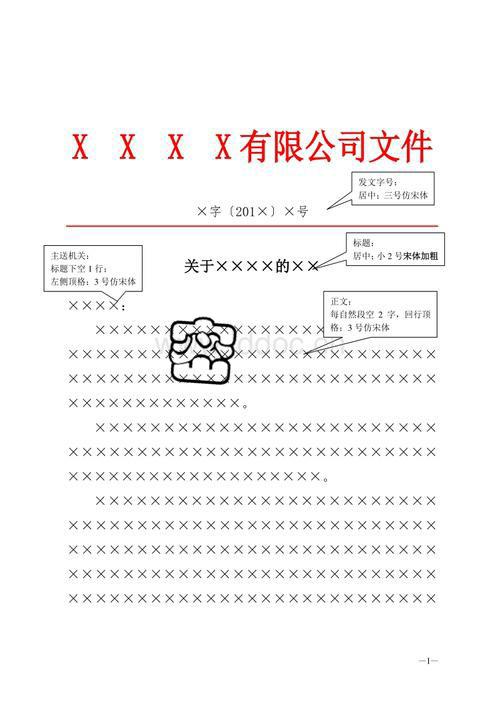 X X X X有限公司文件
发文字号：
居中；三号仿宋体
×字〔201×〕×号
主送机关：
标题下空1行；
左侧顶格；3号仿宋体
标题：
居中；小2号宋体加粗
关于××××的××
××××：
正文：
每自然段空 2 字，回行顶
格；3号仿宋体
××××××××××××××××××××××××××
××××××××××××××××××××××××××××
××××××××××××××××××××××××××××
×××××××××××××。
××××××××××××××××××××××××××
××××××××××××××××××××××××××××
×××××××××××××××××××。
××××××××××××××××××××××××××
××××××××××××××××××××××××××××
××××××××××××××××××××××××××××
××××××××××××××××××××××××××××
××××××××××××××××××××××××××××
—1—